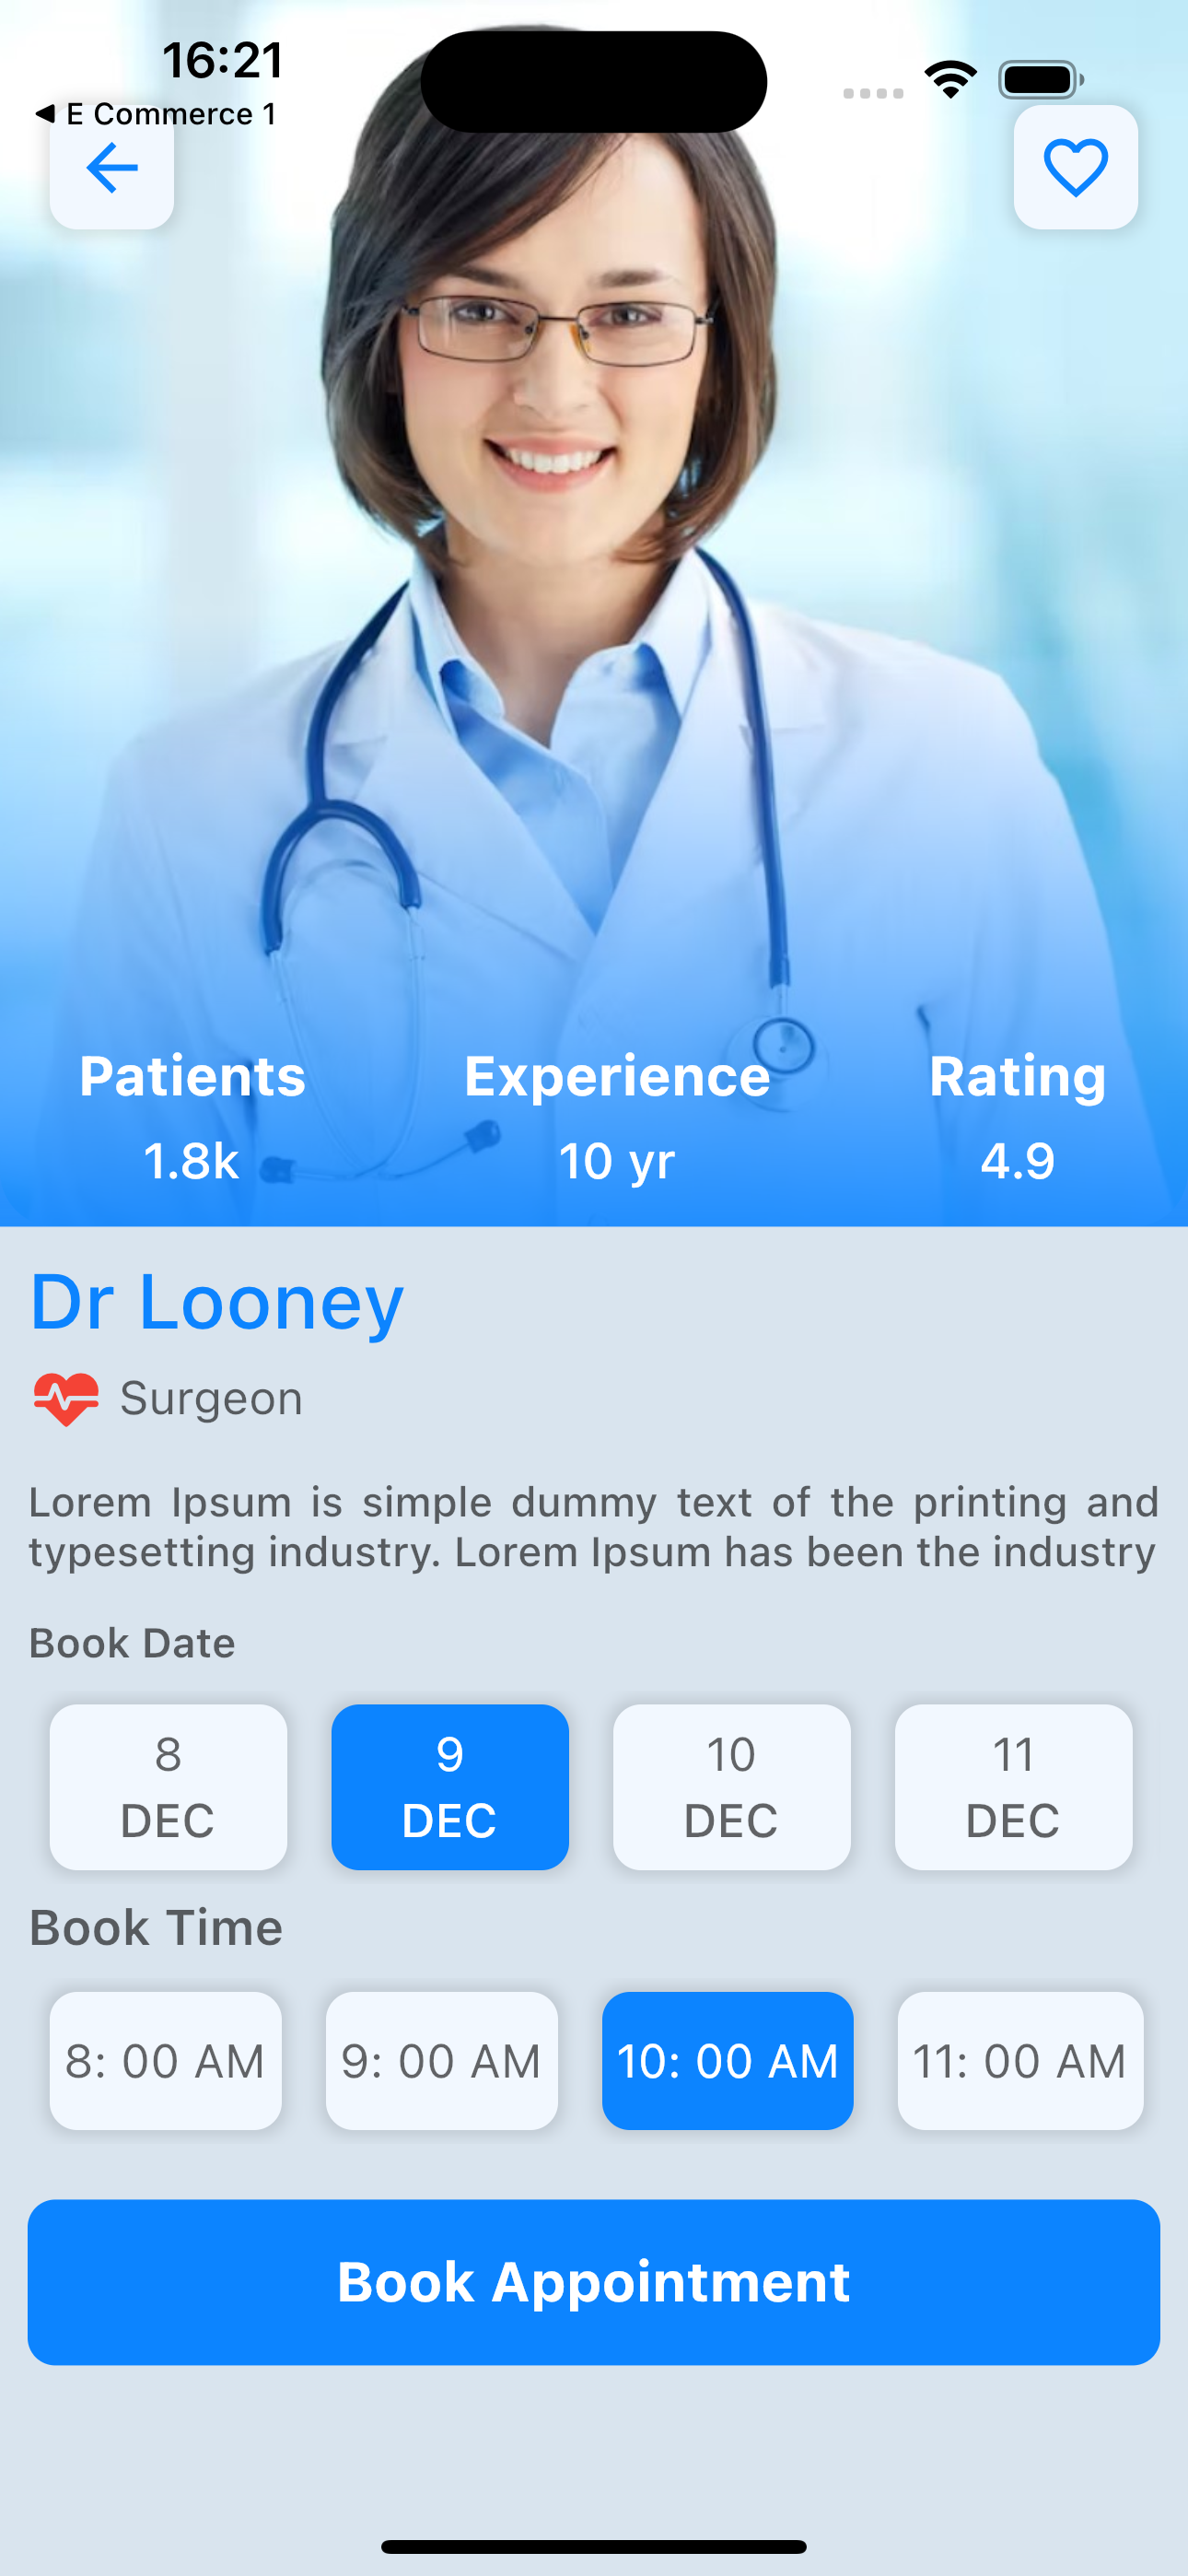 16:21
E Commerce 1
Patients Experience Rating
1.8k 10 yr 4.9
Dr Looney
Surgeon
Lorem Ipsum is simple dummy text of the printing and
typesetting industry. Lorem Ipsum has been the industry
Book Date
8 9 10 11
DEC DEC DEC DEC
Book Time
8: 00 AM 9: 00 AM 10: 00 AM 11: 00 AM
Book Appointment